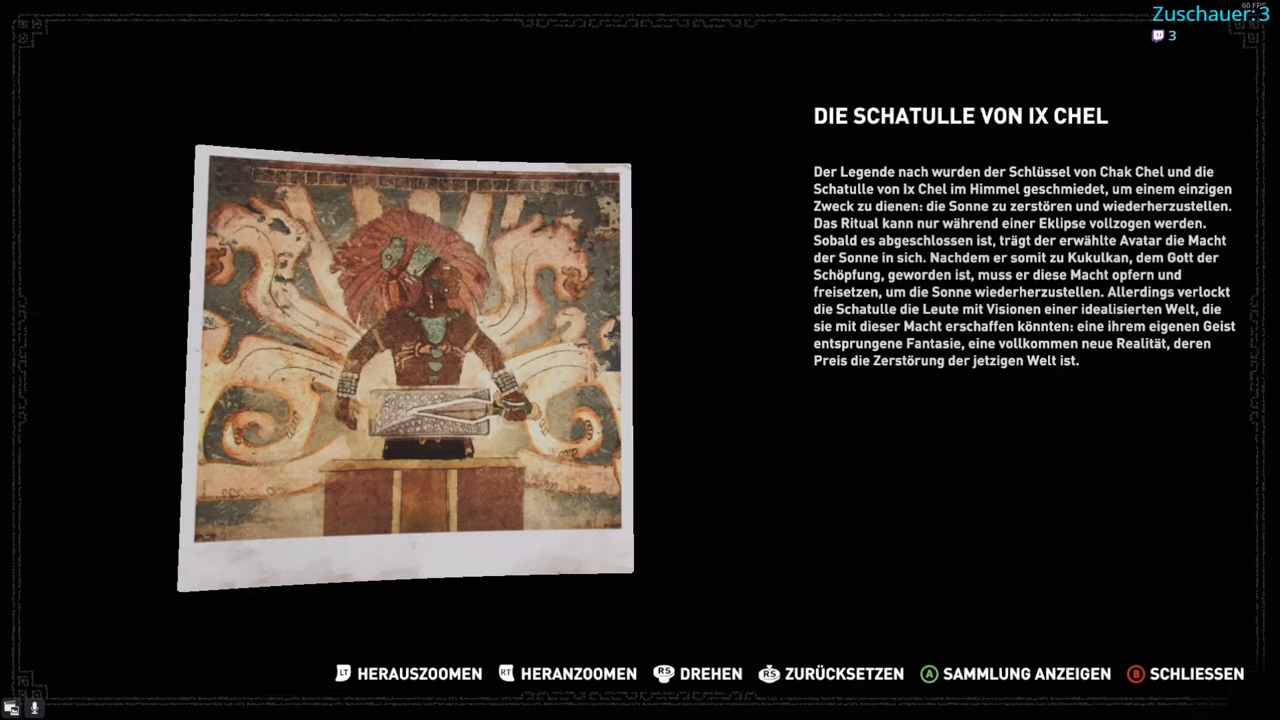 60 FPS
Zuschauer: 3
3
DIE SCHATULLE VON IX CHEL
Der Legende nach wurden der Schlüssel von Chak Chel und die
Schatulle von Ix Chel im Himmel geschmiedet, um einem einzigen
Zweck zu dienen: die Sonne zu zerstören und wiederherzustellen.
Das Ritual kann nur während einer Eklipse vollzogen werden.
Sobald es abgeschlossen ist, trägt der erwählte Avatar die Macht
der Sonne in sich. Nachdem er somit zu Kukulkan, dem Gott der
Schöpfung, geworden ist, muss er diese Macht opfern und
freisetzen, um die Sonne wiederherzustellen. Allerdings verlockt
die Schatulle die Leute mit Visionen einer idealisierten Welt, die
sie mit dieser Macht erschaffen könnten: eine ihrem eigenen Geist
entsprungene Fantasie, eine vollkommen neue Realität, deren
Preis die Zerstörung der jetzigen Welt ist.
LT HERAUSZOOMEN RT HERANZOOMEN RS DREHEN RS ZURÜCKSETZEN A SAMMLUNG ANZEIGEN B SCHLIESSEN